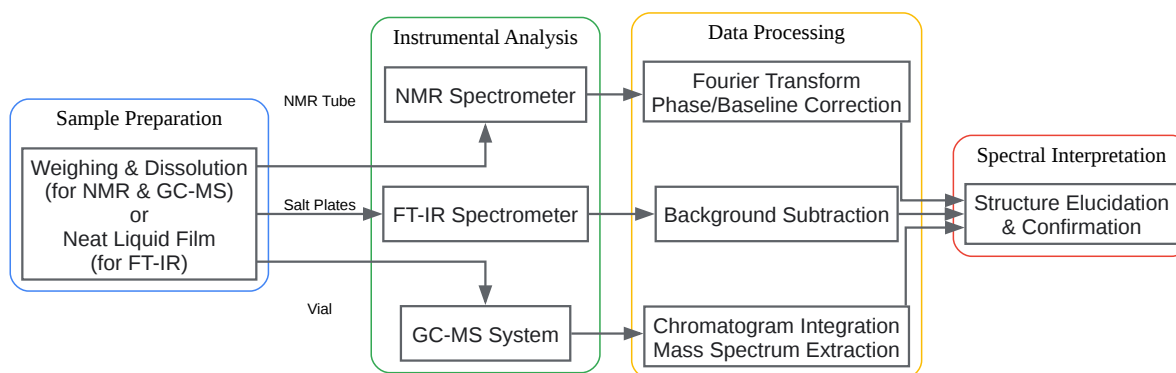 Sample Preparation
Weighing & Dissolution
(for NMR & GC-MS)
or
Neat Liquid Film
(for FT-IR)
NMR Tube
Salt Plates
Vial
Instrumental Analysis
NMR Spectrometer
FT-IR Spectrometer
GC-MS System
Data Processing
Fourier Transform
Phase/Baseline Correction
Background Subtraction
Chromatogram Integration
Mass Spectrum Extraction
Spectral Interpretation
Structure Elucidation
& Confirmation